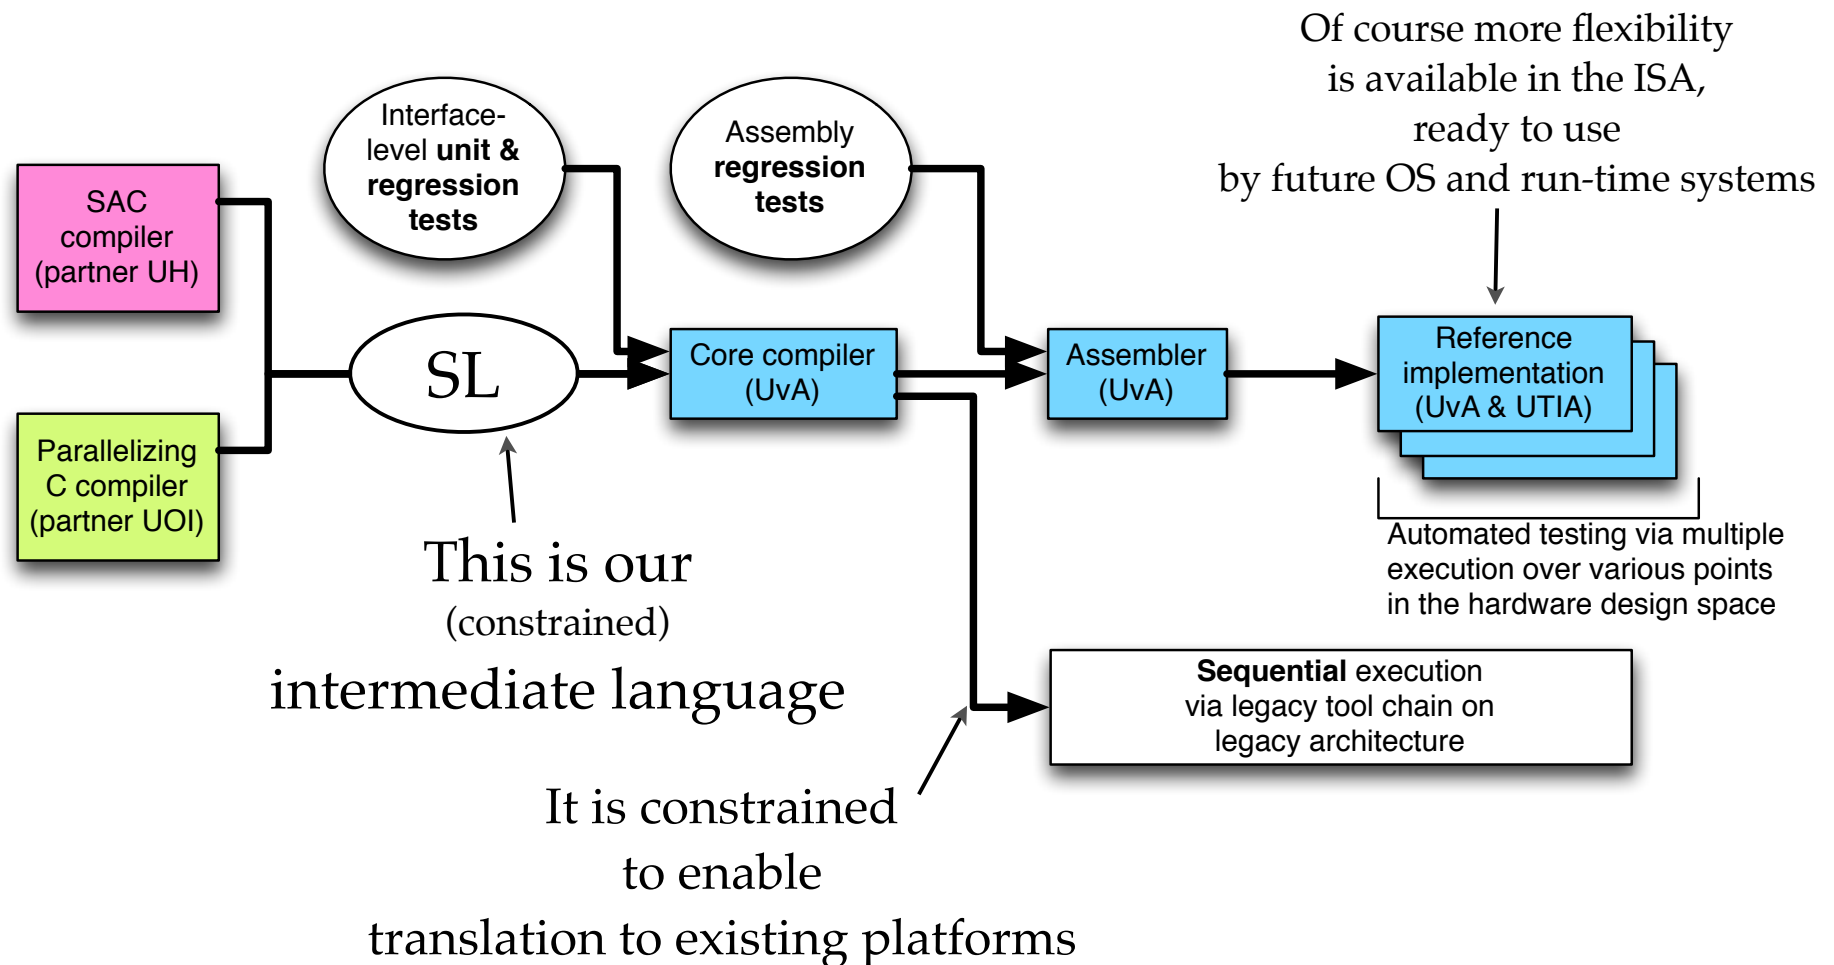 Of course more flexibility
is available in the ISA,
ready to use
by future OS and run-time systems
Interface-
level unit &
regression
tests
Assembly
regression
tests
SAC
compiler
(partner UH)
SL
Core compiler
(UvA)
Assembler
(UvA)
Reference
implementation
(UvA & UTIA)
Parallelizing
C compiler
(partner UOI)
This is our
(constrained)
intermediate language
Automated testing via multiple
execution over various points
in the hardware design space
Sequential execution
via legacy tool chain on
legacy architecture
It is constrained
to enable
translation to existing platforms